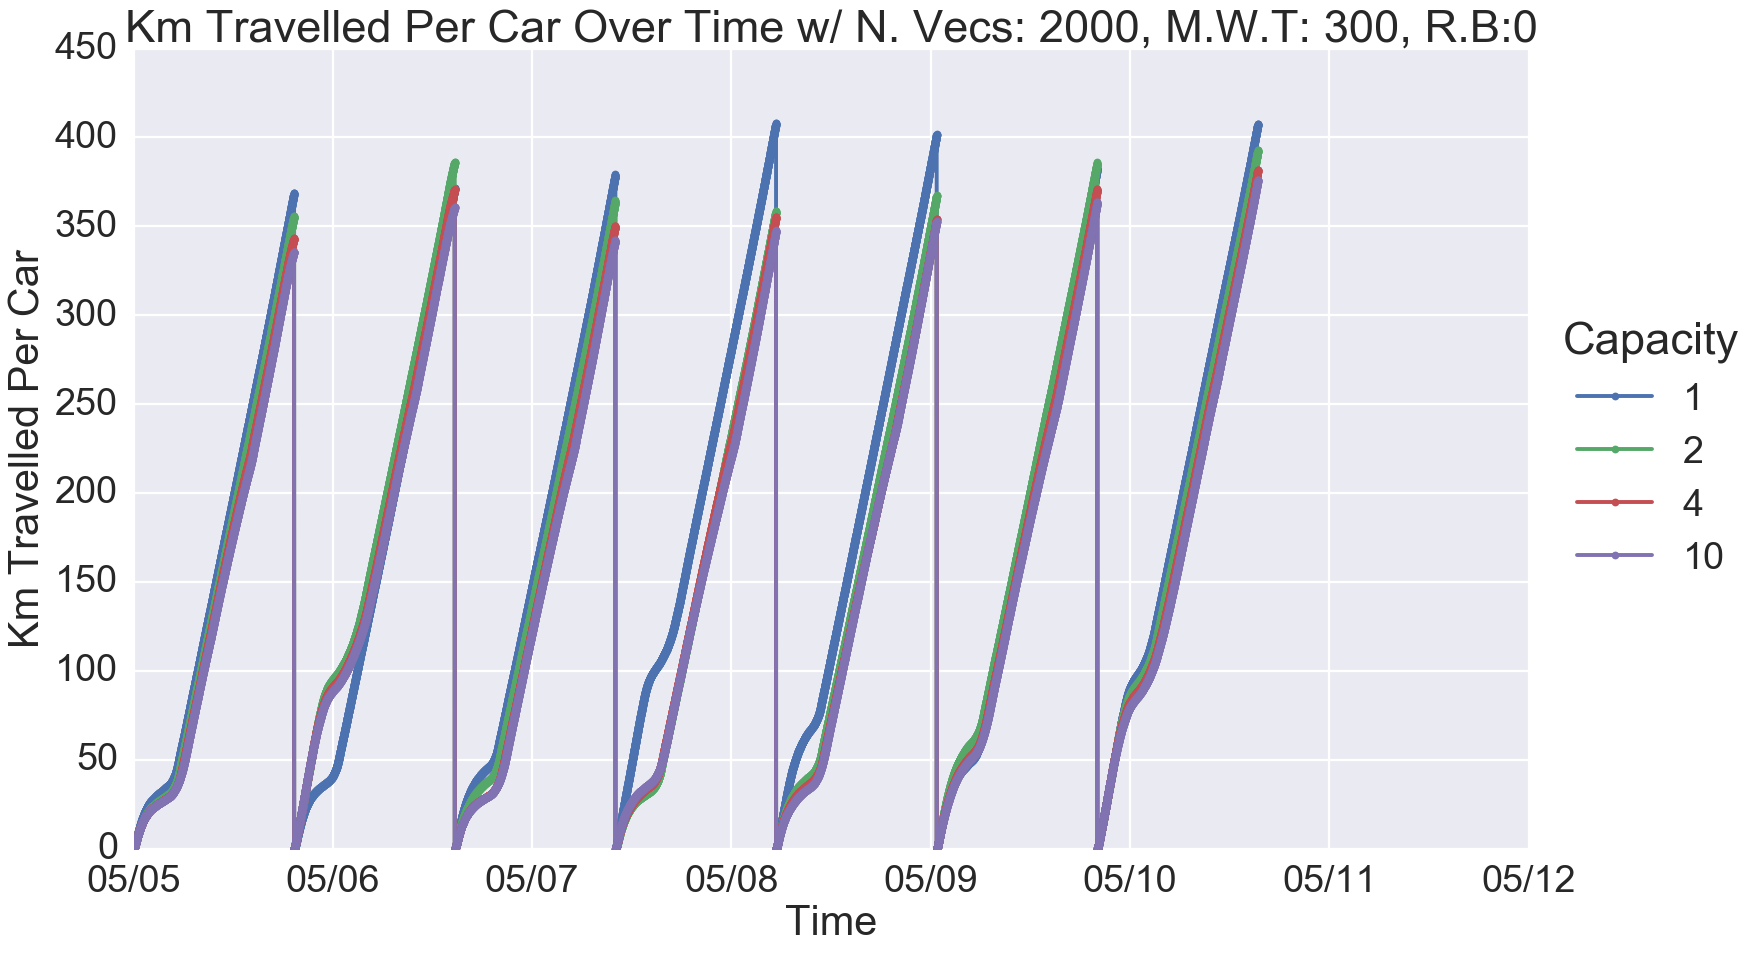 Km Travelled Per Car Over Time w/ N. Vecs: 2000, M.W.T: 300, R.B:0
450
400
350
300
250
200
150
100
50
0
Km Travelled Per Car
05/05 05/06 05/07 05/08 05/09 05/10 05/11 05/12
Time
Capacity
1
2
4
10